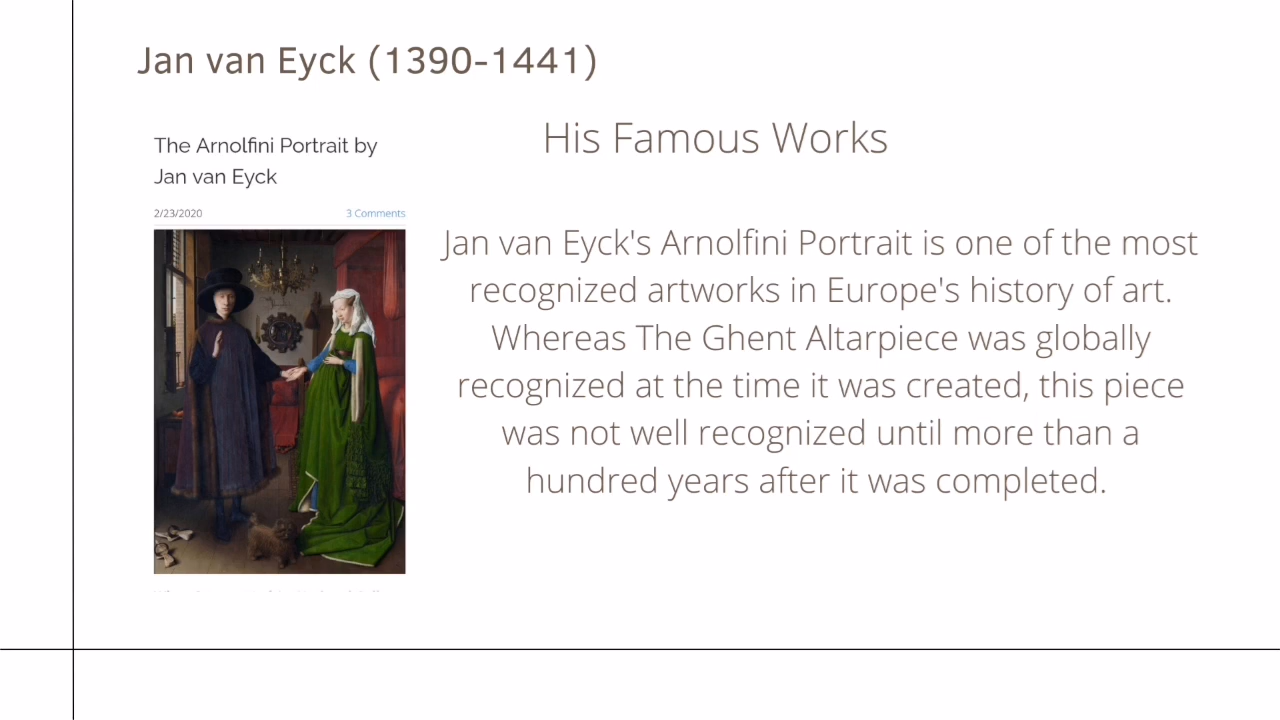 Jan van Eyck (1390-1441)
The Arnolfini Portrait by
Jan van Eyck
2/23/2020 3 Comments
His Famous Works
Jan van Eyck's Arnolfini Portrait is one of the most
recognized artworks in Europe's history of art.
Whereas The Ghent Altarpiece was globally
recognized at the time it was created, this piece
was not well recognized until more than a
hundred years after it was completed.